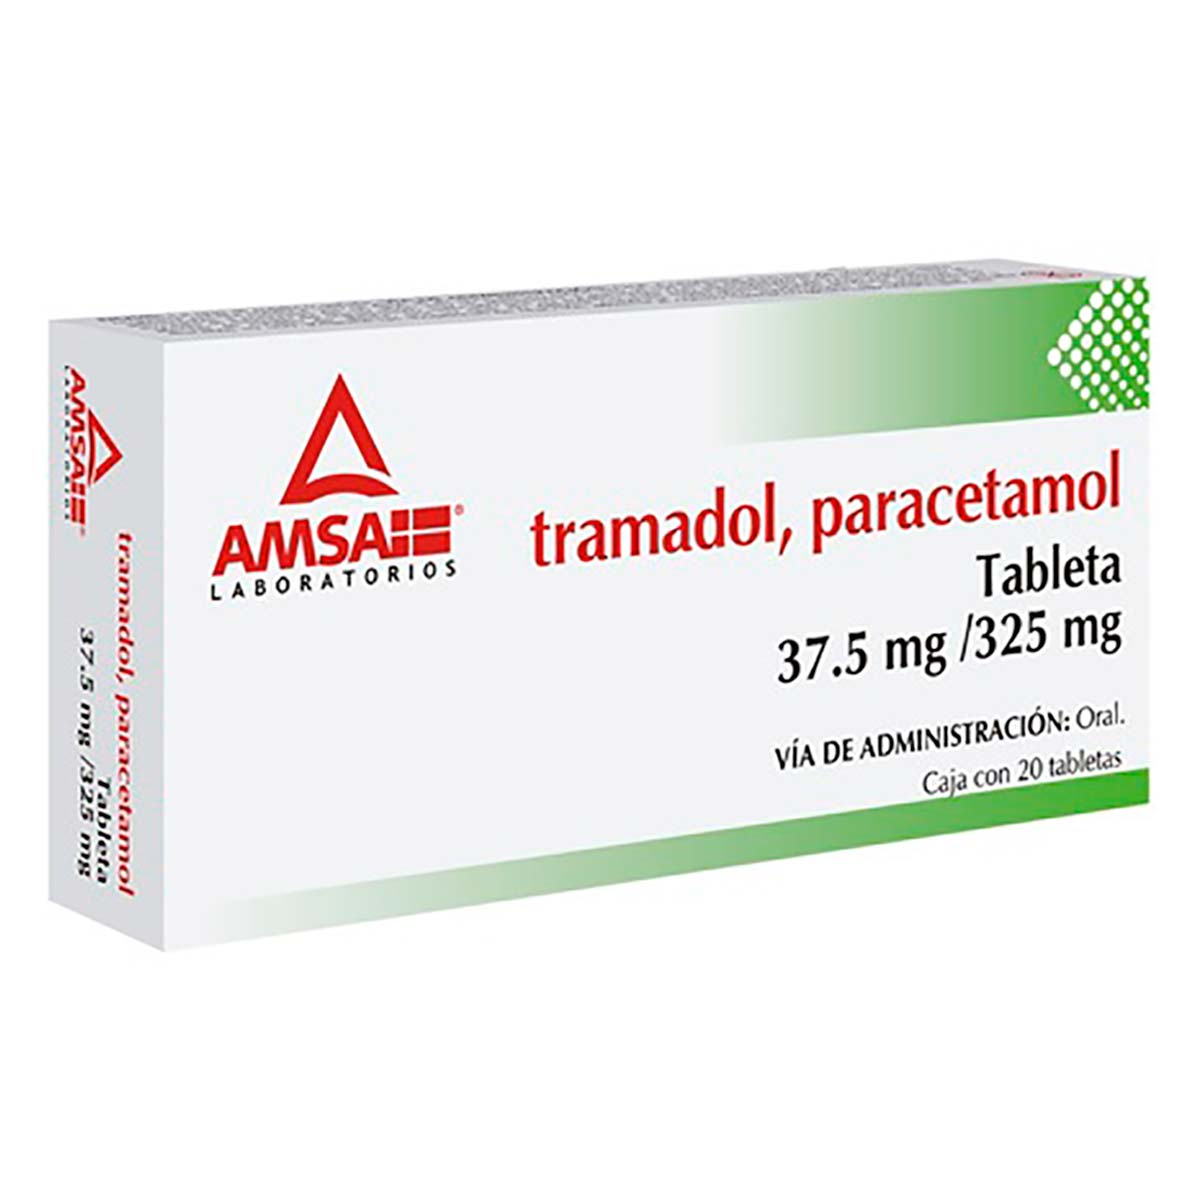 AMSA®
LABORATORIOS
tramadol, paracetamol
Tableta
37.5 mg /325 mg
VÍA DE ADMINISTRACIÓN: Oral.
Caja con 20 tabletas
AMSA®
LABORATORIOS
tramadol, paracetamol
Tableta
37.5 mg /325 mg